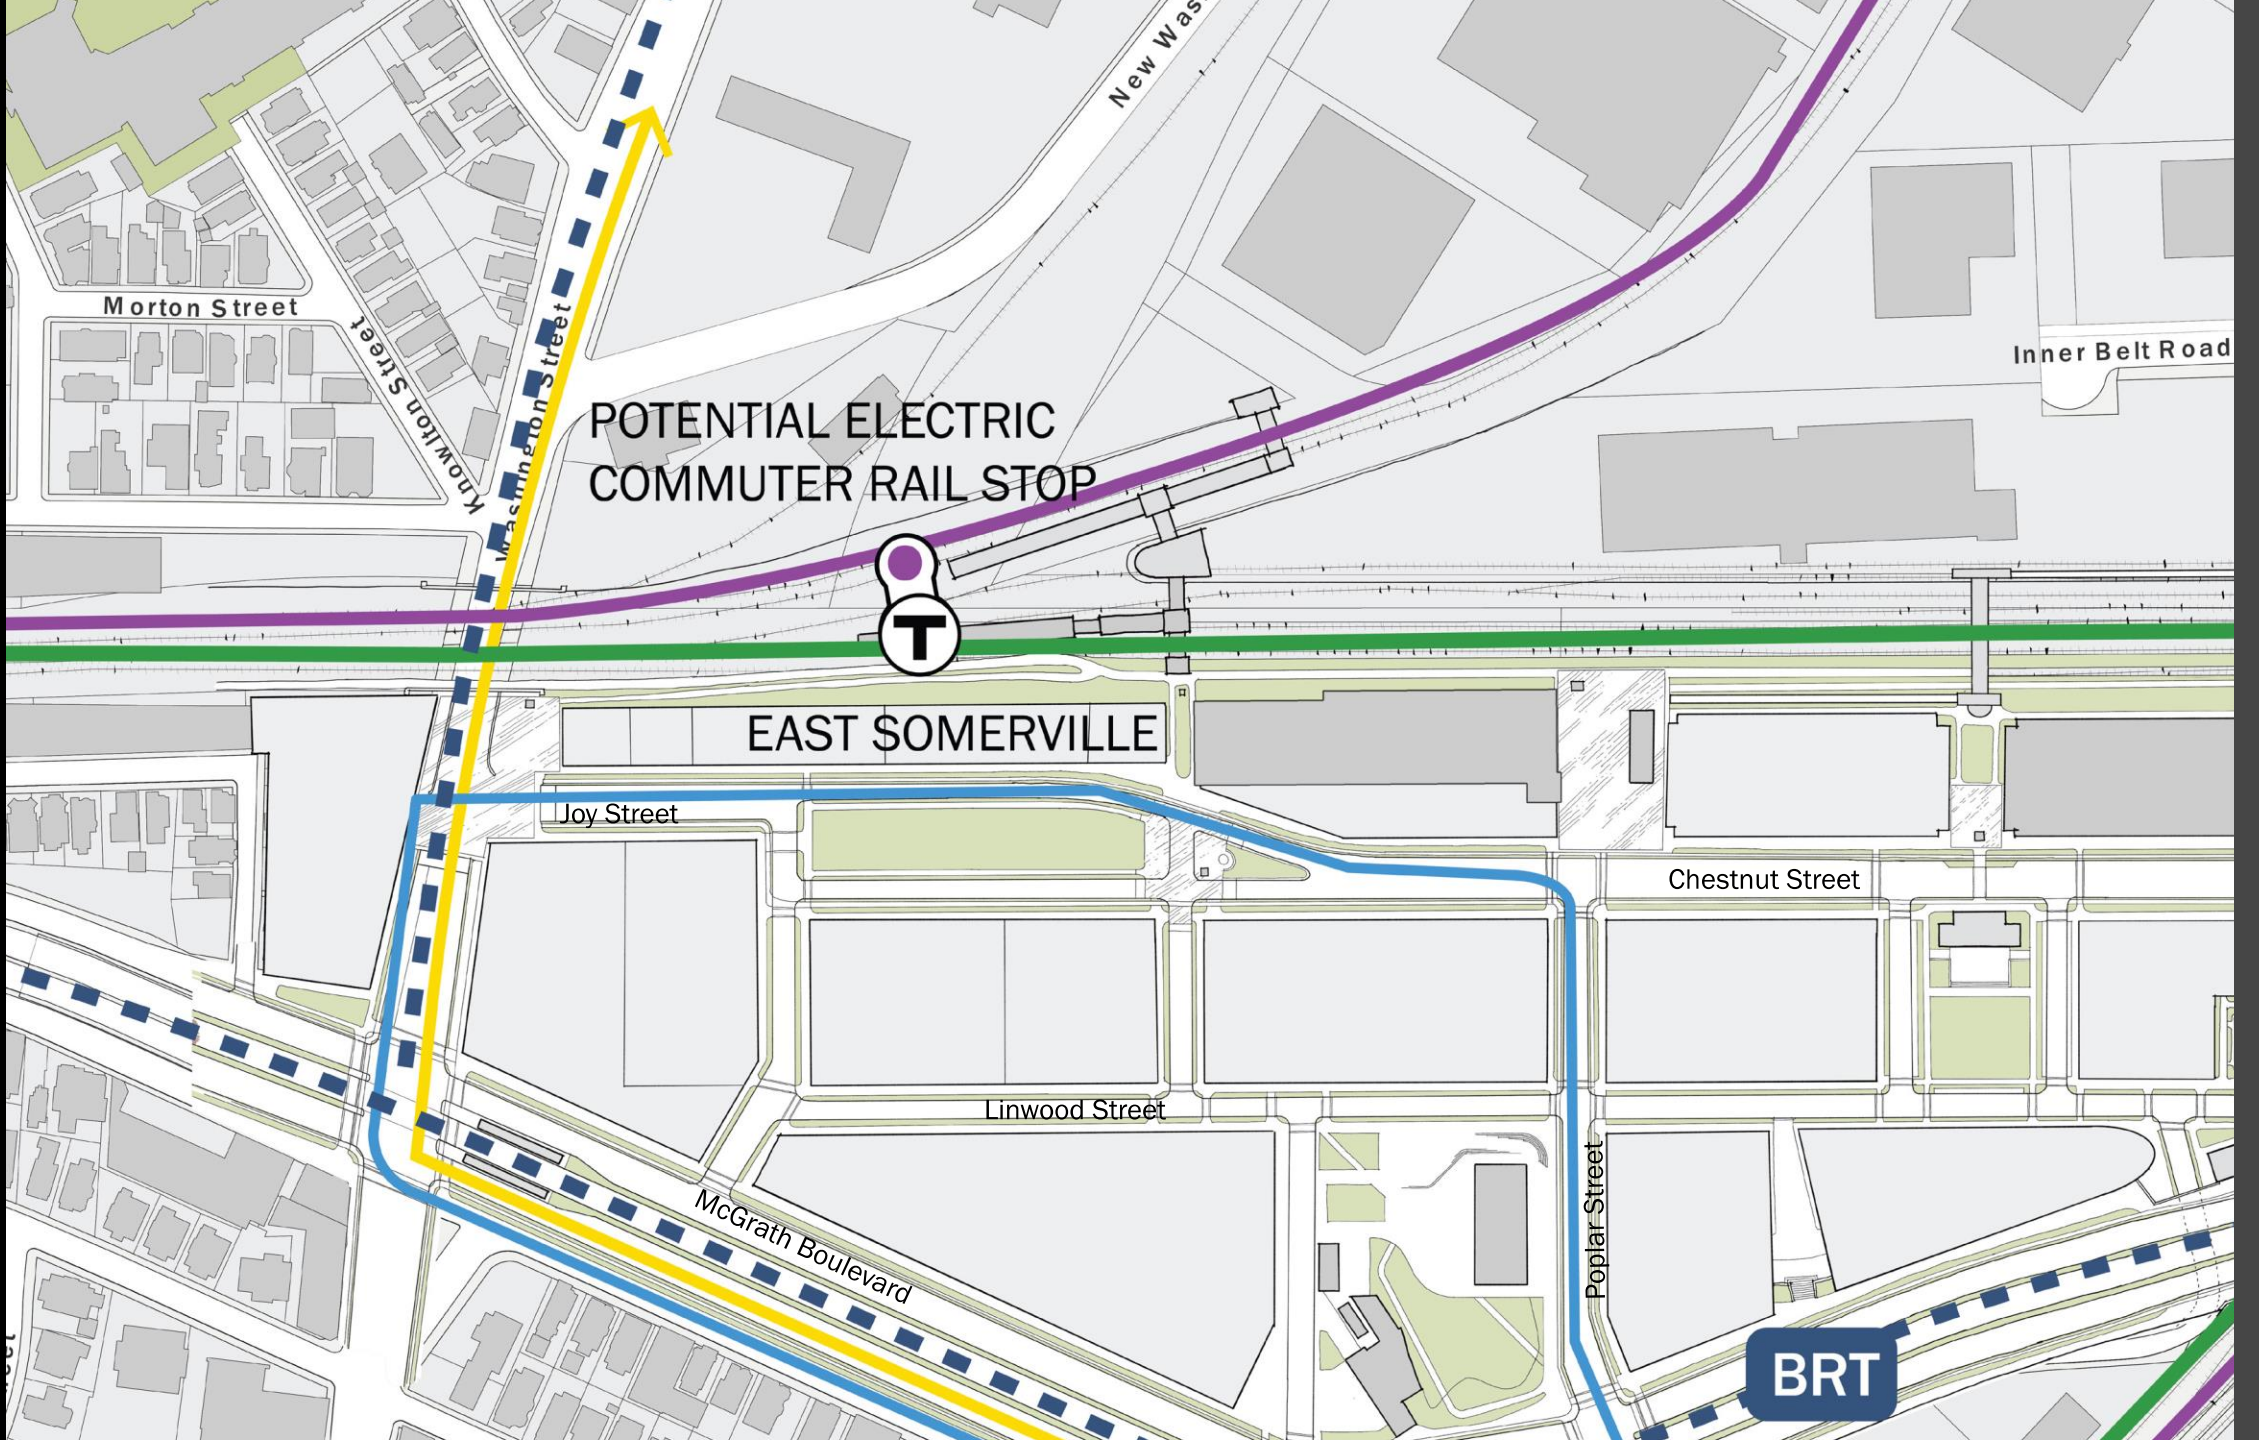 New Was
Morton Street
Knowlton Street
Washington Street
Inner Belt Road
POTENTIAL ELECTRIC
COMMUTER RAIL STOP
T
EAST SOMERVILLE
Joy Street
Chestnut Street
Linwood Street
McGrath Boulevard
Poplar Street
BRT